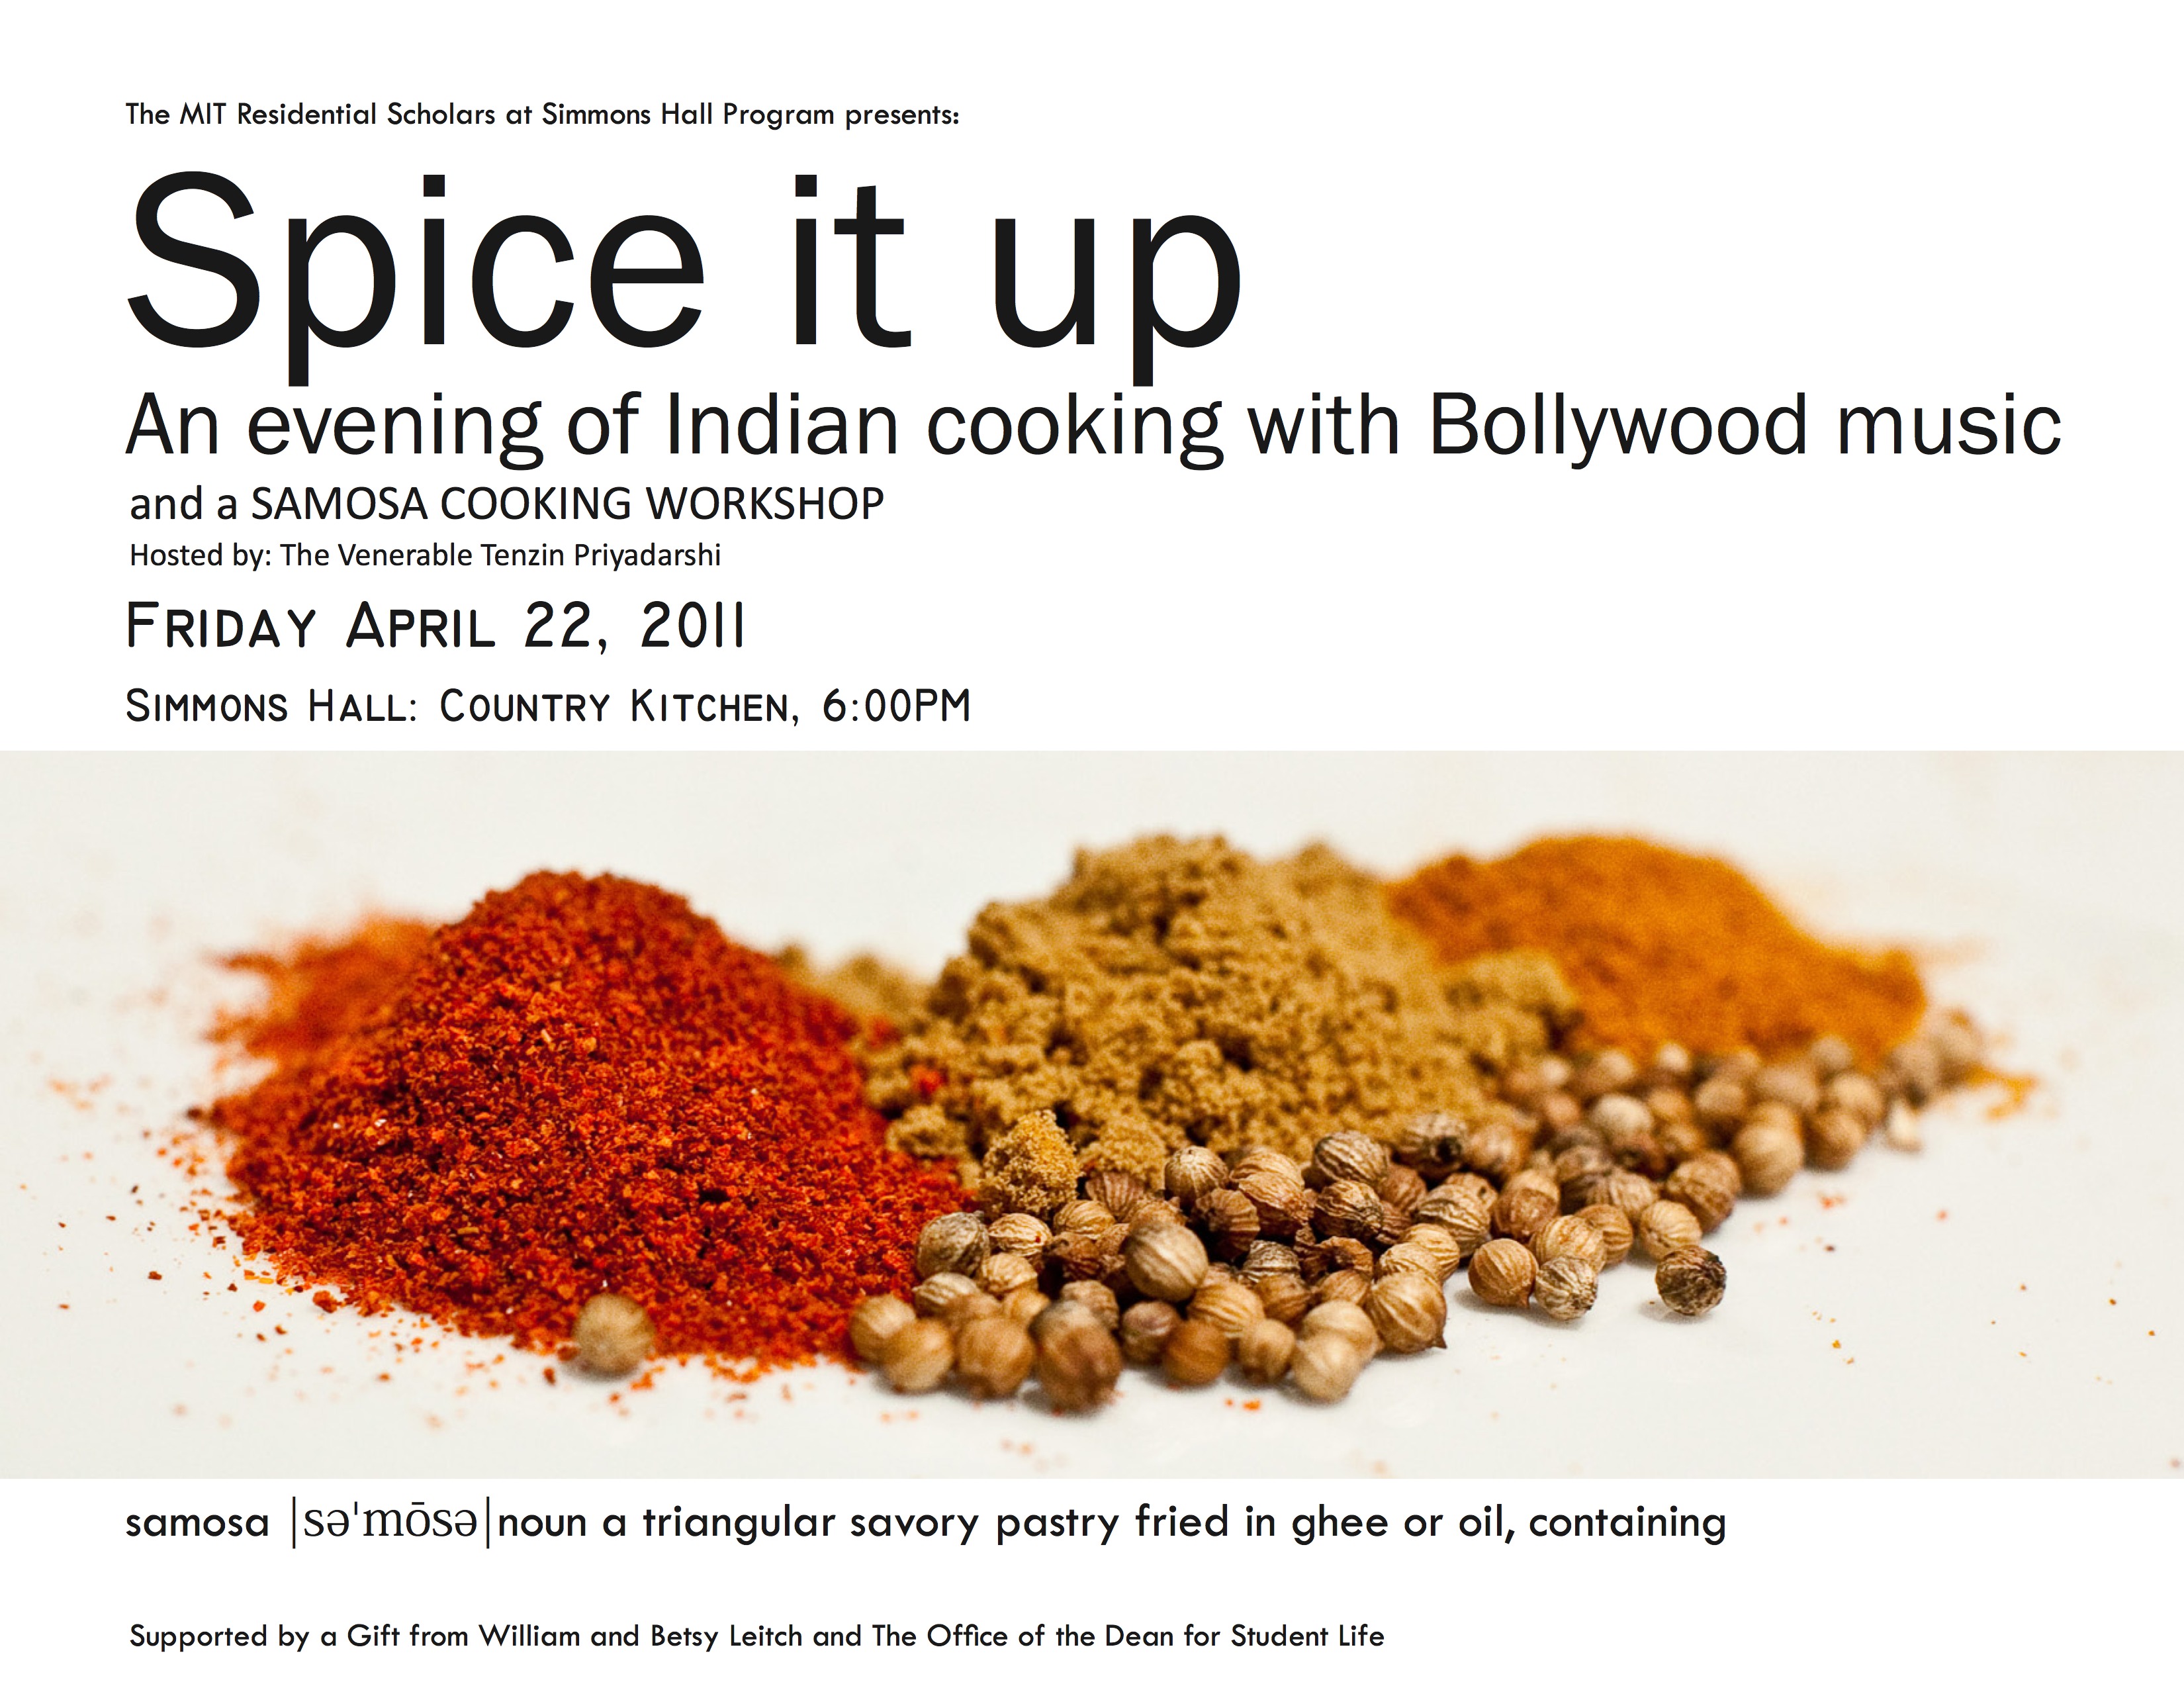 The MIT Residential Scholars at Simmons Hall Program presents:
Spice it up
An evening of Indian cooking with Bollywood music
and a SAMOSA COOKING WORKSHOP
Hosted by: The Venerable Tenzin Priyadarshi
FRIDAY APRIL 22, 2011
SIMMONS HALL: COUNTRY KITCHEN, 6:00PM
samosa |səˈmōsə|noun a triangular savory pastry fried in ghee or oil, containing
Supported by a Gift from William and Betsy Leitch and The Office of the Dean for Student Life